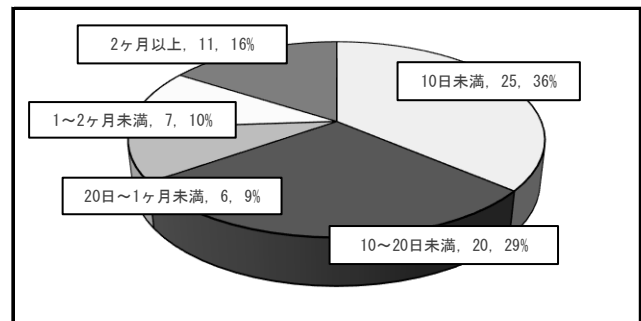 2ヶ月以上, 11, 16%
10日未満, 25, 36%
1～2ヶ月未満, 7, 10%
20日～1ヶ月未満, 6, 9%
10～20日未満, 20, 29%